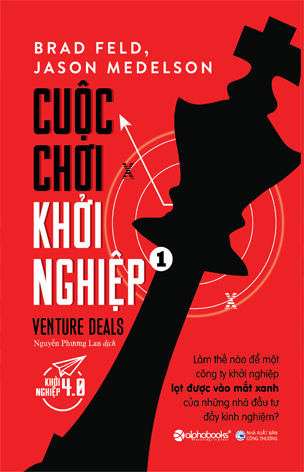 BRAD FELD,
JASON MEDELSON
CUỘC
CHƠI
KHỞI
NGHIỆP
1
VENTURE DEALS
Nguyễn Phương Lan dịch
KHỞI
NGHIỆP 4.0
Làm thế nào để một
công ty khởi nghiệp
lọt được vào mắt xanh
của những nhà đầu tư
đầy kinh nghiệm?
alphabooks
NHÀ XUẤT BẢN
CÔNG THƯƠNG